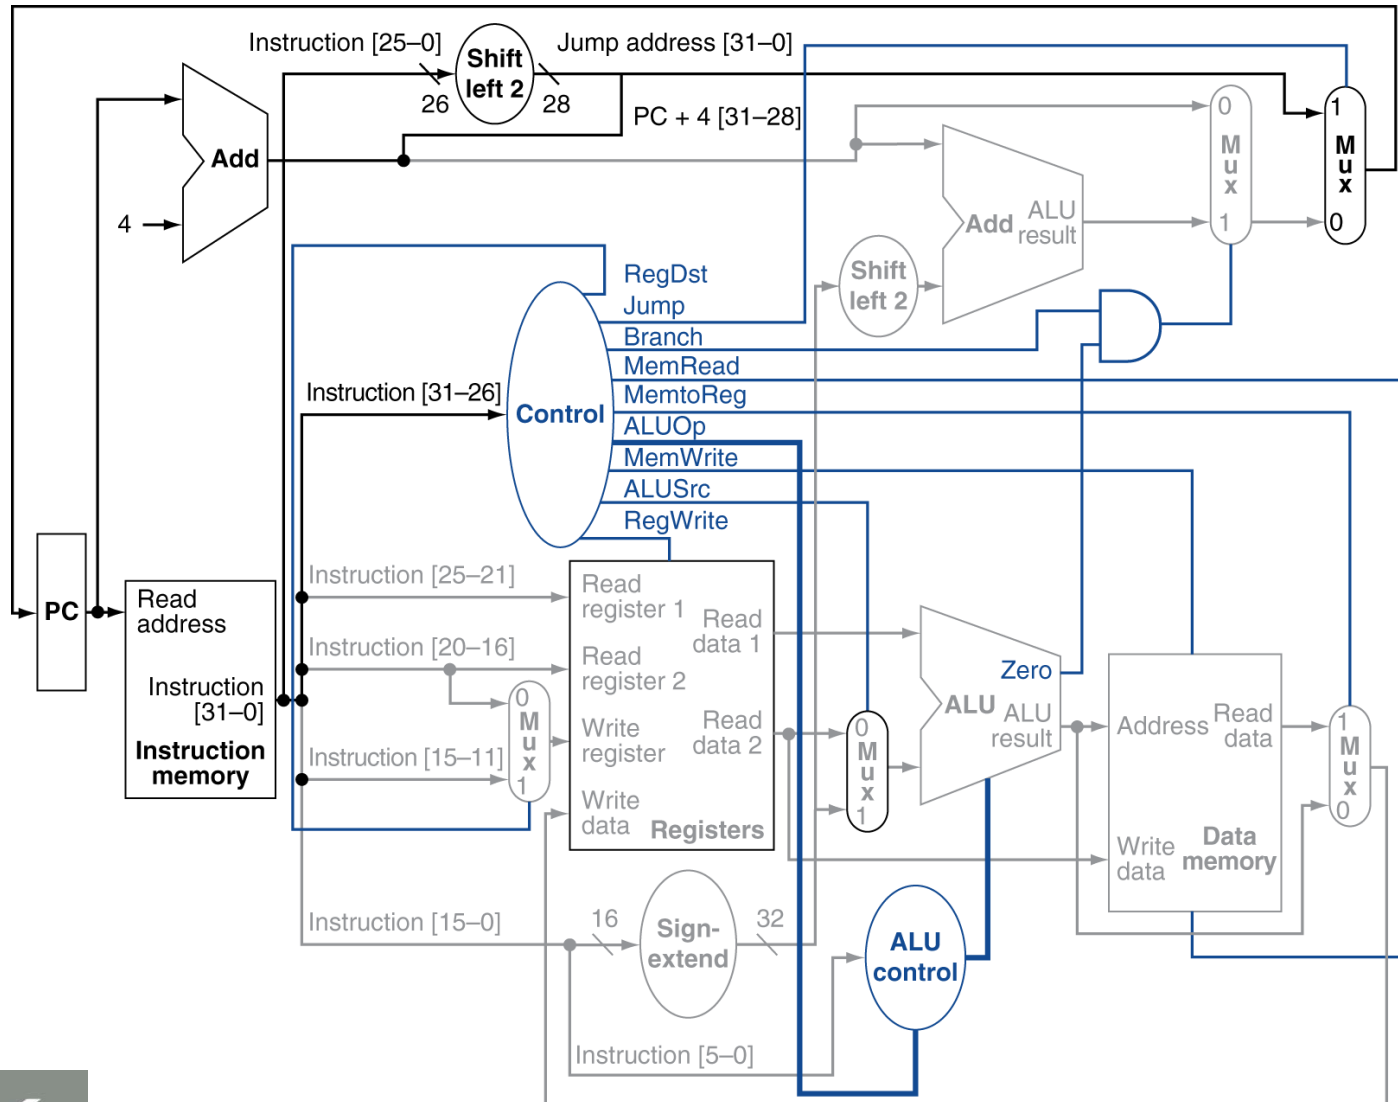 Instruction [25–0]
Shift
left 2
Jump address [31–0]
26
28
PC + 4 [31–28]
Add
4
0
M
u
x
1
1
M
u
x
0
Add
ALU
result
Shift
left 2
RegDst
Jump
Branch
MemRead
MemtoReg
ALUOp
MemWrite
ALUSrc
RegWrite
Instruction [31–26]
Control
PC
Read
address
Instruction
[31–0]
Instruction
memory
Instruction [25–21]
Instruction [20–16]
Instruction [15–11]
0
M
u
x
1
Read
register 1
Read
register 2
Write
register
Write
data
Read
data 1
Read
data 2
Registers
0
M
u
x
1
Zero
ALU
ALU
result
Address
Read
data
Write
data
Data
memory
1
M
u
x
0
Instruction [15–0]
16
Sign-
extend
32
ALU
control
Instruction [5–0]